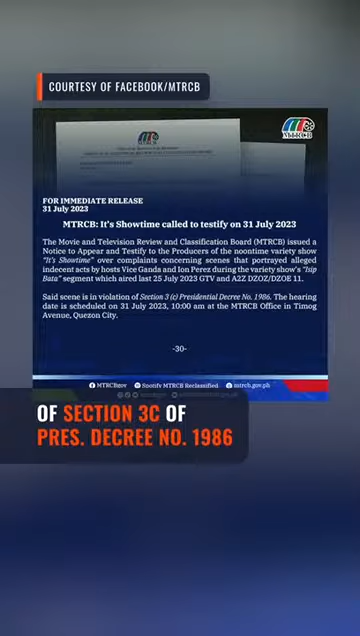 COURTESY OF FACEBOOK/MTRCB
MTRCB
FOR IMMEDIATE RELEASE
31 July 2023
MTRCB: It's Showtime called to testify on 31 July 2023
The Movie and Television Review and Classification Board (MTRCB) issued a
Notice to Appear and Testify to the Producers of the noontime variety show
"It's Showtime" over complaints concerning scenes that portrayed alleged
indecent acts by hosts Vice Ganda and Ion Perez during the variety show's "Isip
Bata" segment which aired last 25 July 2023 GTV and A2Z DZOZ/DZOE 11.
Said scene is in violation of Section 3 (c) Presidential Decree No. 1986. The hearing
date is scheduled on 31 July 2023, 10:00 am at the MTRCB Office in Timog
Avenue, Quezon City.
-30-
MTRCBgov Spotify MTRCB Reclassified mtrcb.gov.ph
OF SECTION 3C OF
PRES. DECREE NO. 1986